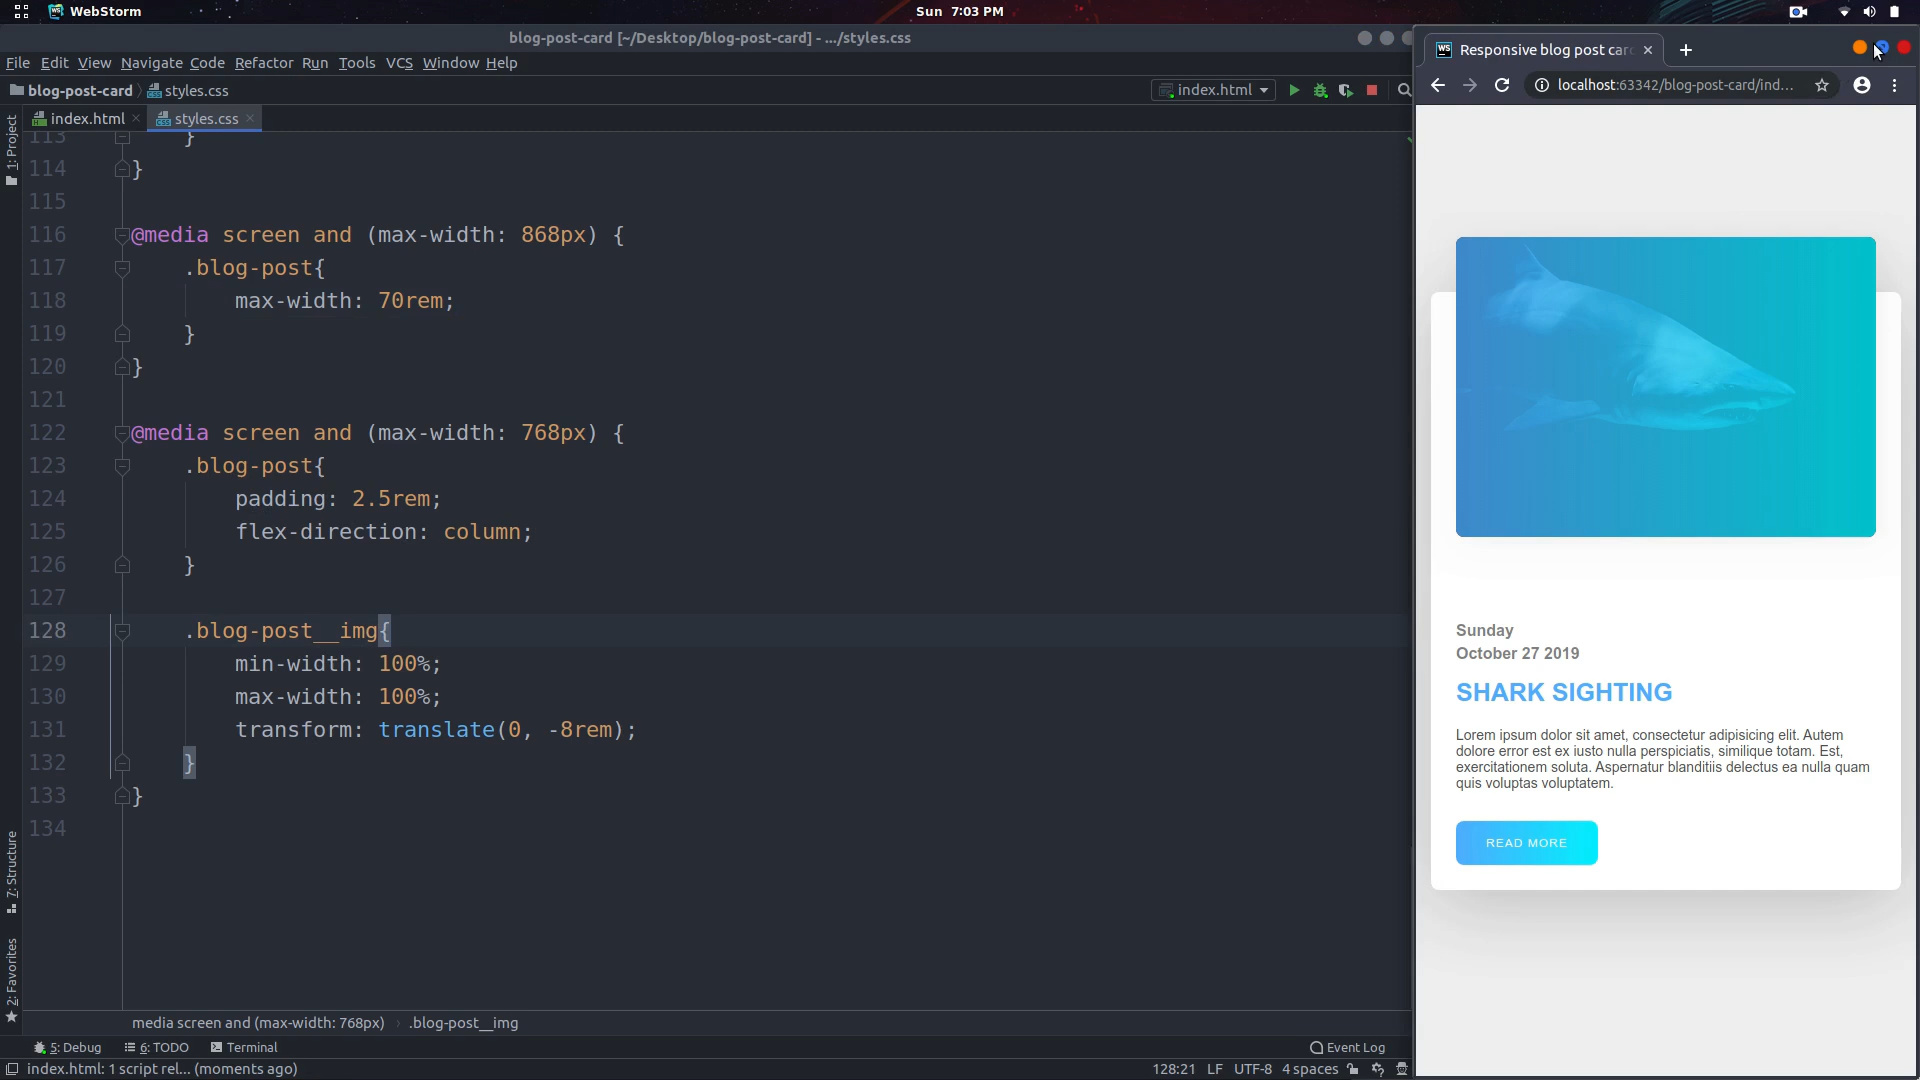 WebStorm
Sun 7:03 PM
blog-post-card [~/Desktop/blog-post-card] - .../styles.css
File Edit View Navigate Code Refactor Run Tools VCS Window Help
blog-post-card styles.css
index.html
index.html
styles.css
1: Project
7: Structure
2: Favorites
113 }
114 }
115
116 @media screen and (max-width: 868px) {
117 .blog-post{
118 max-width: 70rem;
119 }
120 }
121
122 @media screen and (max-width: 768px) {
123 .blog-post{
124 padding: 2.5rem;
125 flex-direction: column;
126 }
127
128 .blog-post__img{
129 min-width: 100%;
130 max-width: 100%;
131 transform: translate(0, -8rem);
132 }
133 }
134
media screen and (max-width: 768px) › .blog-post__img
5: Debug 6: TODO Terminal Event Log
index.html: 1 script rel... (moments ago) 128:21 LF UTF-8 4 spaces
WS Responsive blog post car
localhost:63342/blog-post-card/ind...
Sunday
October 27 2019
SHARK SIGHTING
Lorem ipsum dolor sit amet, consectetur adipisicing elit. Autem
dolore error est ex iusto nulla perspiciatis, similique totam. Est,
exercitationem soluta. Aspernatur blanditiis delectus ea nulla quam
quis voluptas voluptatem.
READ MORE